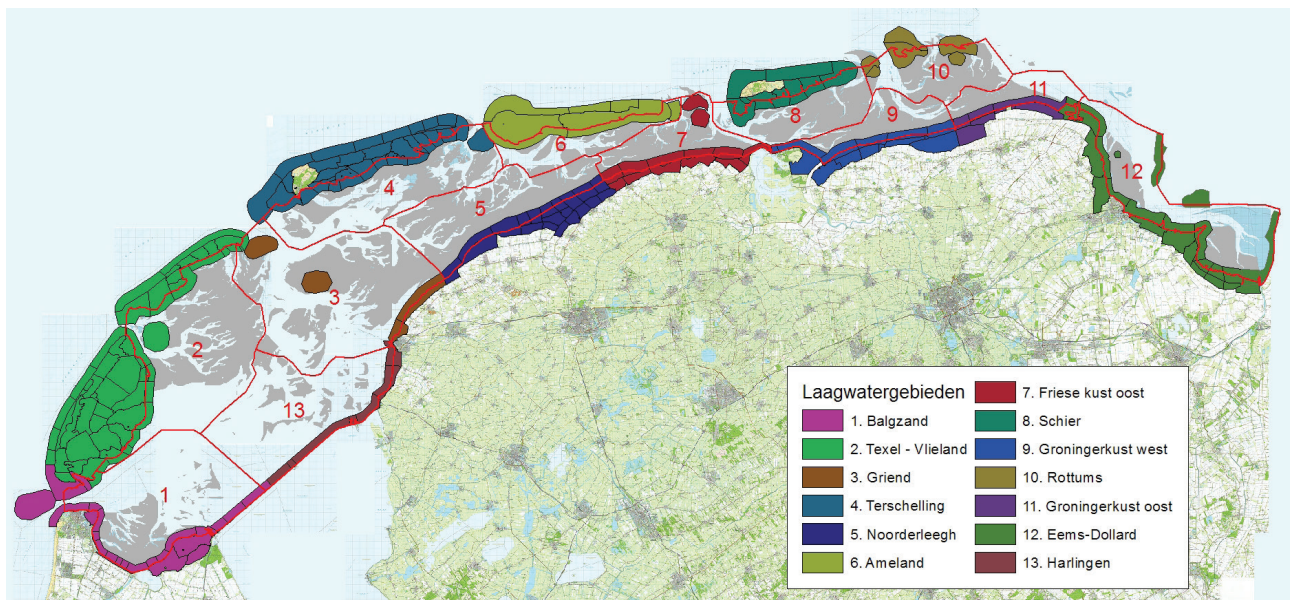 10
11
8
9
6
7
12
4
5
3
2
13
1
Laagwatergebieden
1. Balgzand
2. Texel - Vlieland
3. Griend
4. Terschelling
5. Noorderleegh
6. Ameland
7. Friese kust oost
8. Schier
9. Groningerkust west
10. Rottums
11. Groningerkust oost
12. Eems-Dollard
13. Harlingen